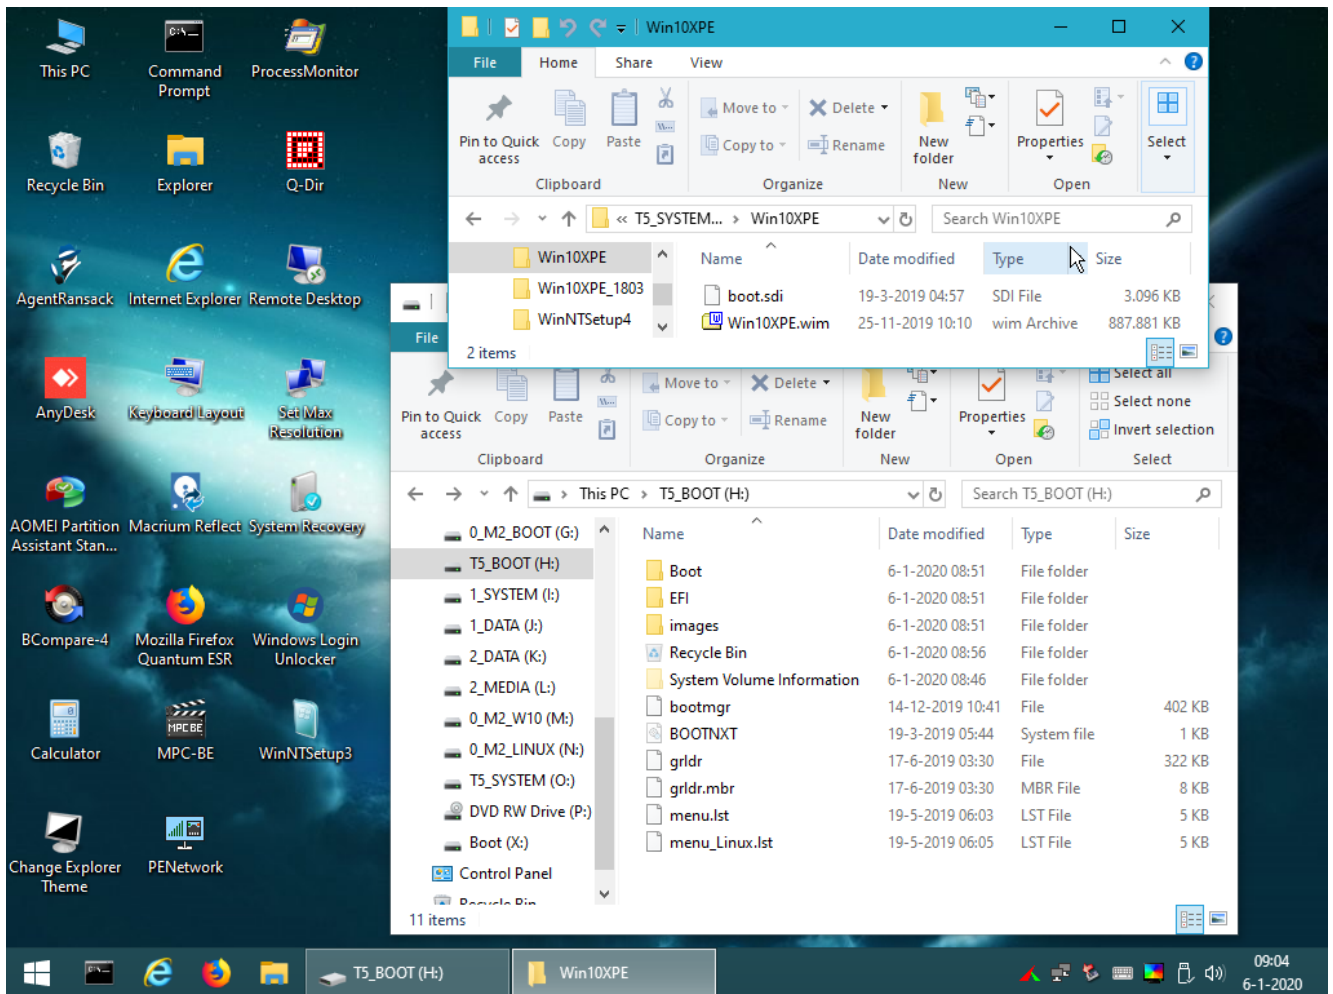 This PC
Command Prompt
ProcessMonitor
Recycle Bin
Explorer
Q-Dir
AgentRansack
Internet Explorer
Remote Desktop
AnyDesk
Keyboard Layout
Set Max Resolution
AOMEI Partition Assistant Stan...
Macrium Reflect
System Recovery
BCompare-4
Mozilla Firefox Quantum ESR
Windows Login Unlocker
Calculator
MPC-BE
WinNTSetup3
Change Explorer Theme
PENetwork
Win10XPE
File Home Share View
Pin to Quick access
Copy
Paste
Move to
Copy to
Delete
Rename
New folder
Properties
Select
Clipboard Organize New Open
« T5_SYSTEM... > Win10XPE
Search Win10XPE
Win10XPE
Win10XPE_1803
WinNTSetup4
Name Date modified Type Size
boot.sdi 19-3-2019 04:57 SDI File 3.096 KB
Win10XPE.wim 25-11-2019 10:10 wim Archive 887.881 KB
2 items
File
Pin to Quick access
Copy
Paste
Move to
Copy to
Delete
Rename
New folder
Properties
Select all
Select none
Invert selection
Clipboard Organize New Open Select
> This PC > T5_BOOT (H:)
Search T5_BOOT (H:)
0_M2_BOOT (G:)
T5_BOOT (H:)
1_SYSTEM (I:)
1_DATA (J:)
2_DATA (K:)
2_MEDIA (L:)
0_M2_W10 (M:)
0_M2_LINUX (N:)
T5_SYSTEM (O:)
DVD RW Drive (P:)
Boot (X:)
Control Panel
Recycle Bin
Name Date modified Type Size
Boot 6-1-2020 08:51 File folder
EFI 6-1-2020 08:51 File folder
images 6-1-2020 08:51 File folder
Recycle Bin 6-1-2020 08:56 File folder
System Volume Information 6-1-2020 08:46 File folder
bootmgr 14-12-2019 10:41 File 402 KB
BOOTNXT 19-3-2019 05:44 System file 1 KB
grldr 17-6-2019 03:30 File 322 KB
grldr.mbr 17-6-2019 03:30 MBR File 8 KB
menu.lst 19-5-2019 06:03 LST File 5 KB
menu_Linux.lst 19-5-2019 06:05 LST File 5 KB
11 items
T5_BOOT (H:)
Win10XPE
09:04
6-1-2020